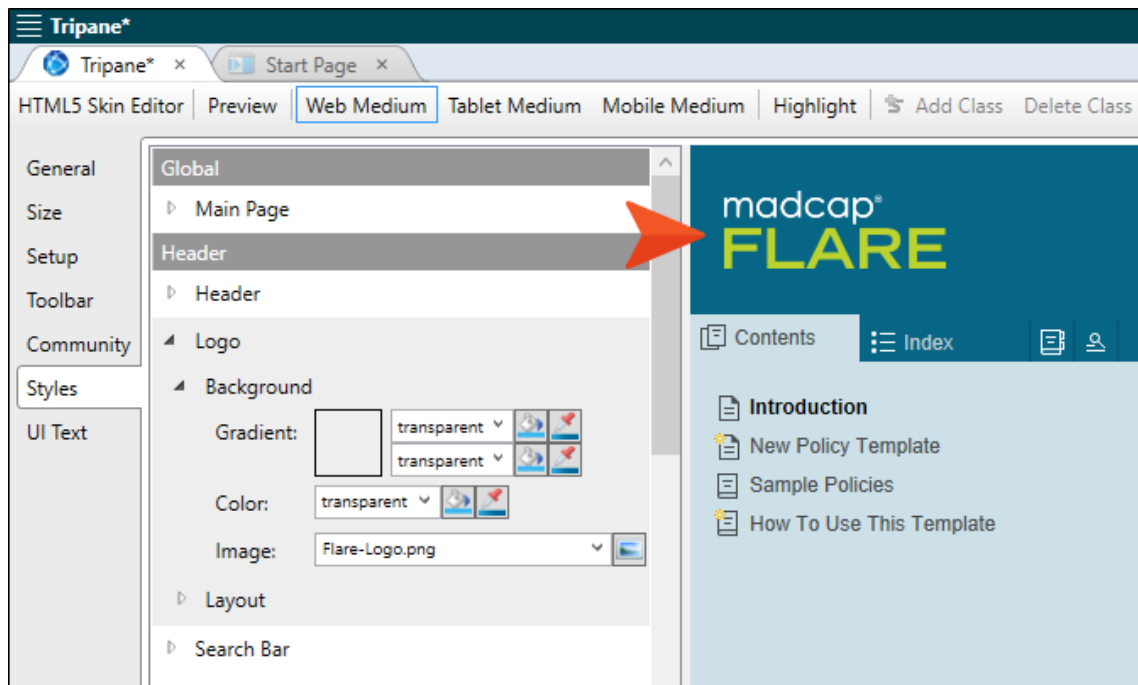 Tripane*
Tripane* × Start Page ×
HTML5 Skin Editor Preview Web Medium Tablet Medium Mobile Medium Highlight Add Class Delete Class
General
Size
Setup
Toolbar
Community
Styles
UI Text
Global
Main Page
Header
Header
Logo
Background
Gradient: transparent
transparent
Color: transparent
Image: Flare-Logo.png
Layout
Search Bar
madcap®
FLARE
Contents Index
Introduction
New Policy Template
Sample Policies
How To Use This Template